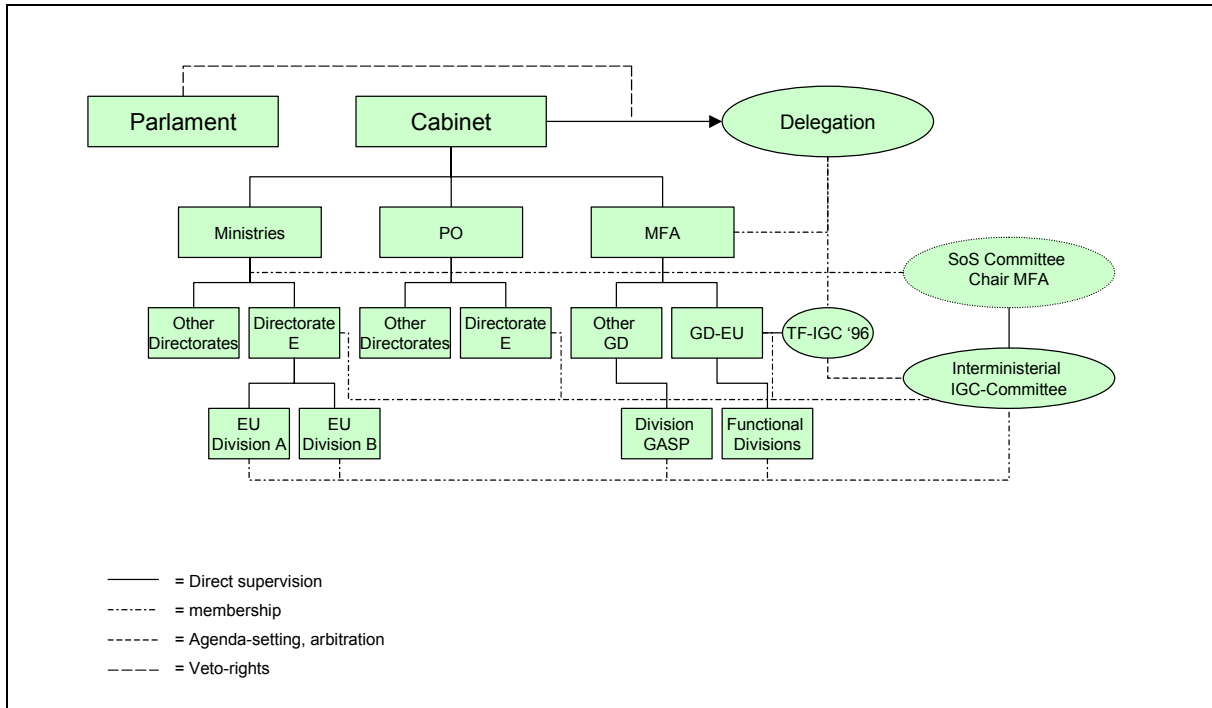 Parlament
Cabinet
Delegation
Ministries
PO
MFA
SoS Committee
Chair MFA
Other
Directorates
Directorate
E
Other
Directorates
Directorate
E
Other
GD
GD-EU
TF-IGC ‘96
Interministerial
IGC-Committee
EU
Division A
EU
Division B
Division
GASP
Functional
Divisions
= Direct supervision
= membership
= Agenda-setting, arbitration
= Veto-rights